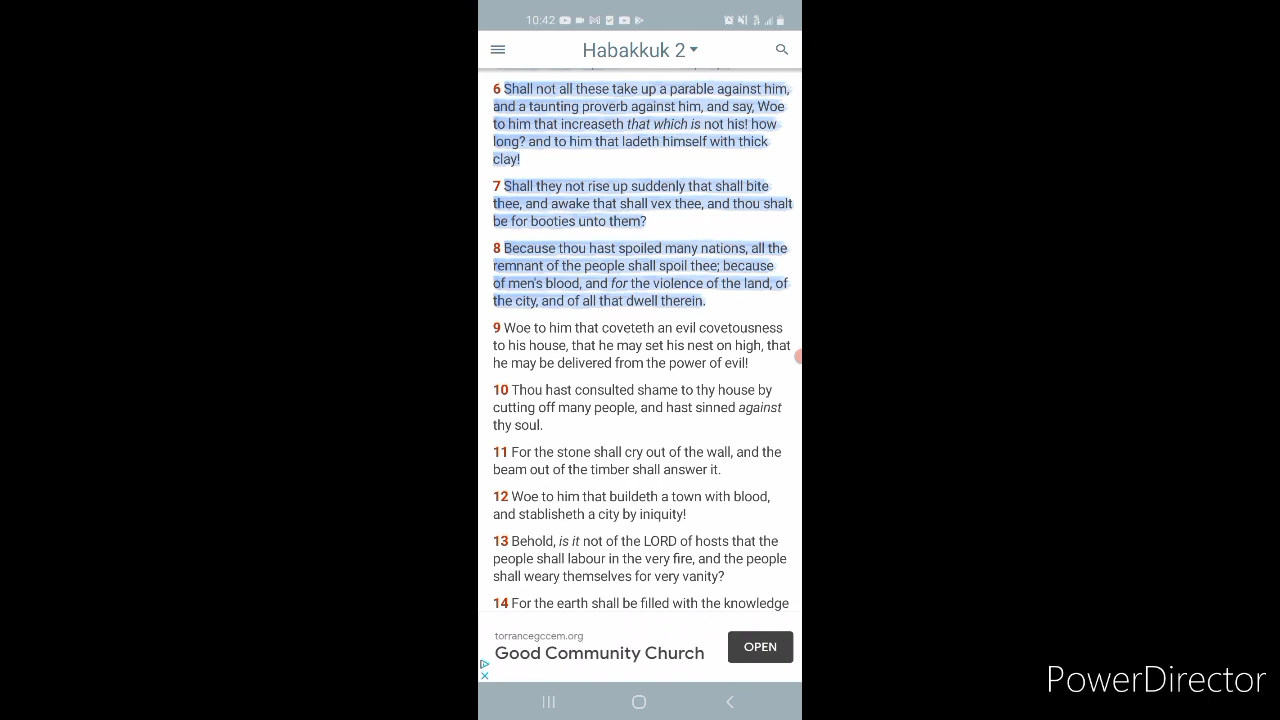 10:42
Habakkuk 2
6 Shall not all these take up a parable against him,
and a taunting proverb against him, and say, Woe
to him that increaseth that which is not his! how
long? and to him that ladeth himself with thick
clay!
7 Shall they not rise up suddenly that shall bite
thee, and awake that shall vex thee, and thou shalt
be for booties unto them?
8 Because thou hast spoiled many nations, all the
remnant of the people shall spoil thee; because
of men's blood, and for the violence of the land, of
the city, and of all that dwell therein.
9 Woe to him that coveteth an evil covetousness
to his house, that he may set his nest on high, that
he may be delivered from the power of evil!
10 Thou hast consulted shame to thy house by
cutting off many people, and hast sinned against
thy soul.
11 For the stone shall cry out of the wall, and the
beam out of the timber shall answer it.
12 Woe to him that buildeth a town with blood,
and stablisheth a city by iniquity!
13 Behold, is it not of the LORD of hosts that the
people shall labour in the very fire, and the people
shall weary themselves for very vanity?
14 For the earth shall be filled with the knowledge
torrancegccem.org
Good Community Church
OPEN
PowerDirector